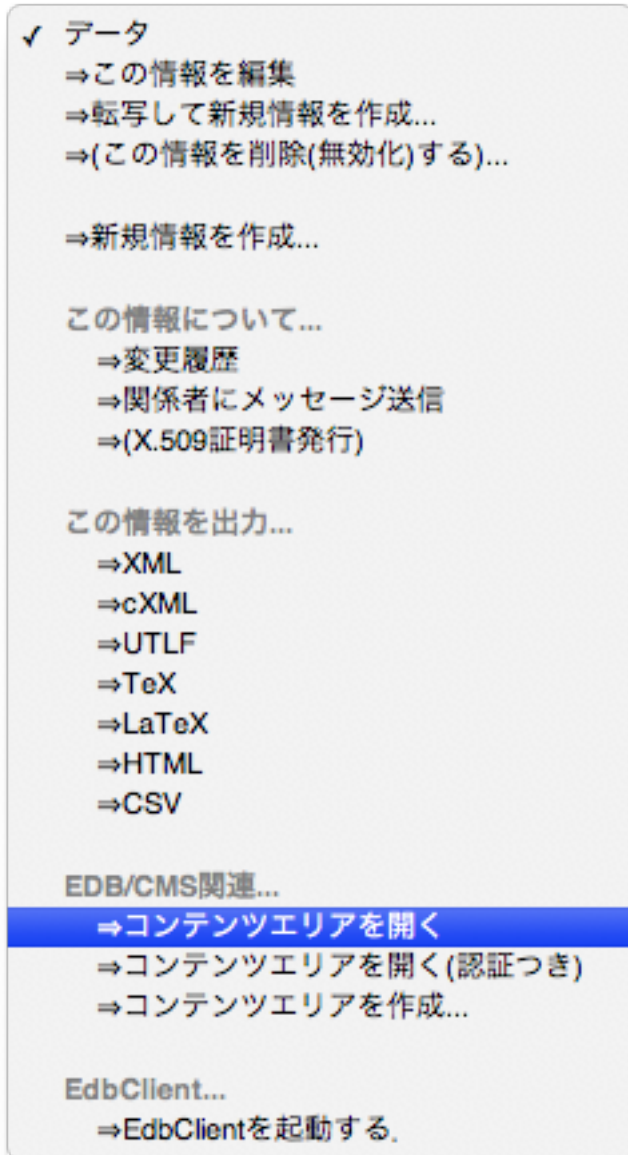 ✓ データ
⇒この情報を編集
⇒転写して新規情報を作成...
⇒(この情報を削除(無効化)する)...
⇒新規情報を作成...
この情報について...
⇒変更履歴
⇒関係者にメッセージ送信
⇒(X.509証明書発行)
この情報を出力...
⇒XML
⇒cXML
⇒UTLF
⇒TeX
⇒LaTeX
⇒HTML
⇒CSV
EDB/CMS関連...
⇒コンテンツエリアを開く
⇒コンテンツエリアを開く(認証つき)
⇒コンテンツエリアを作成...
EdbClient...
⇒EdbClientを起動する.